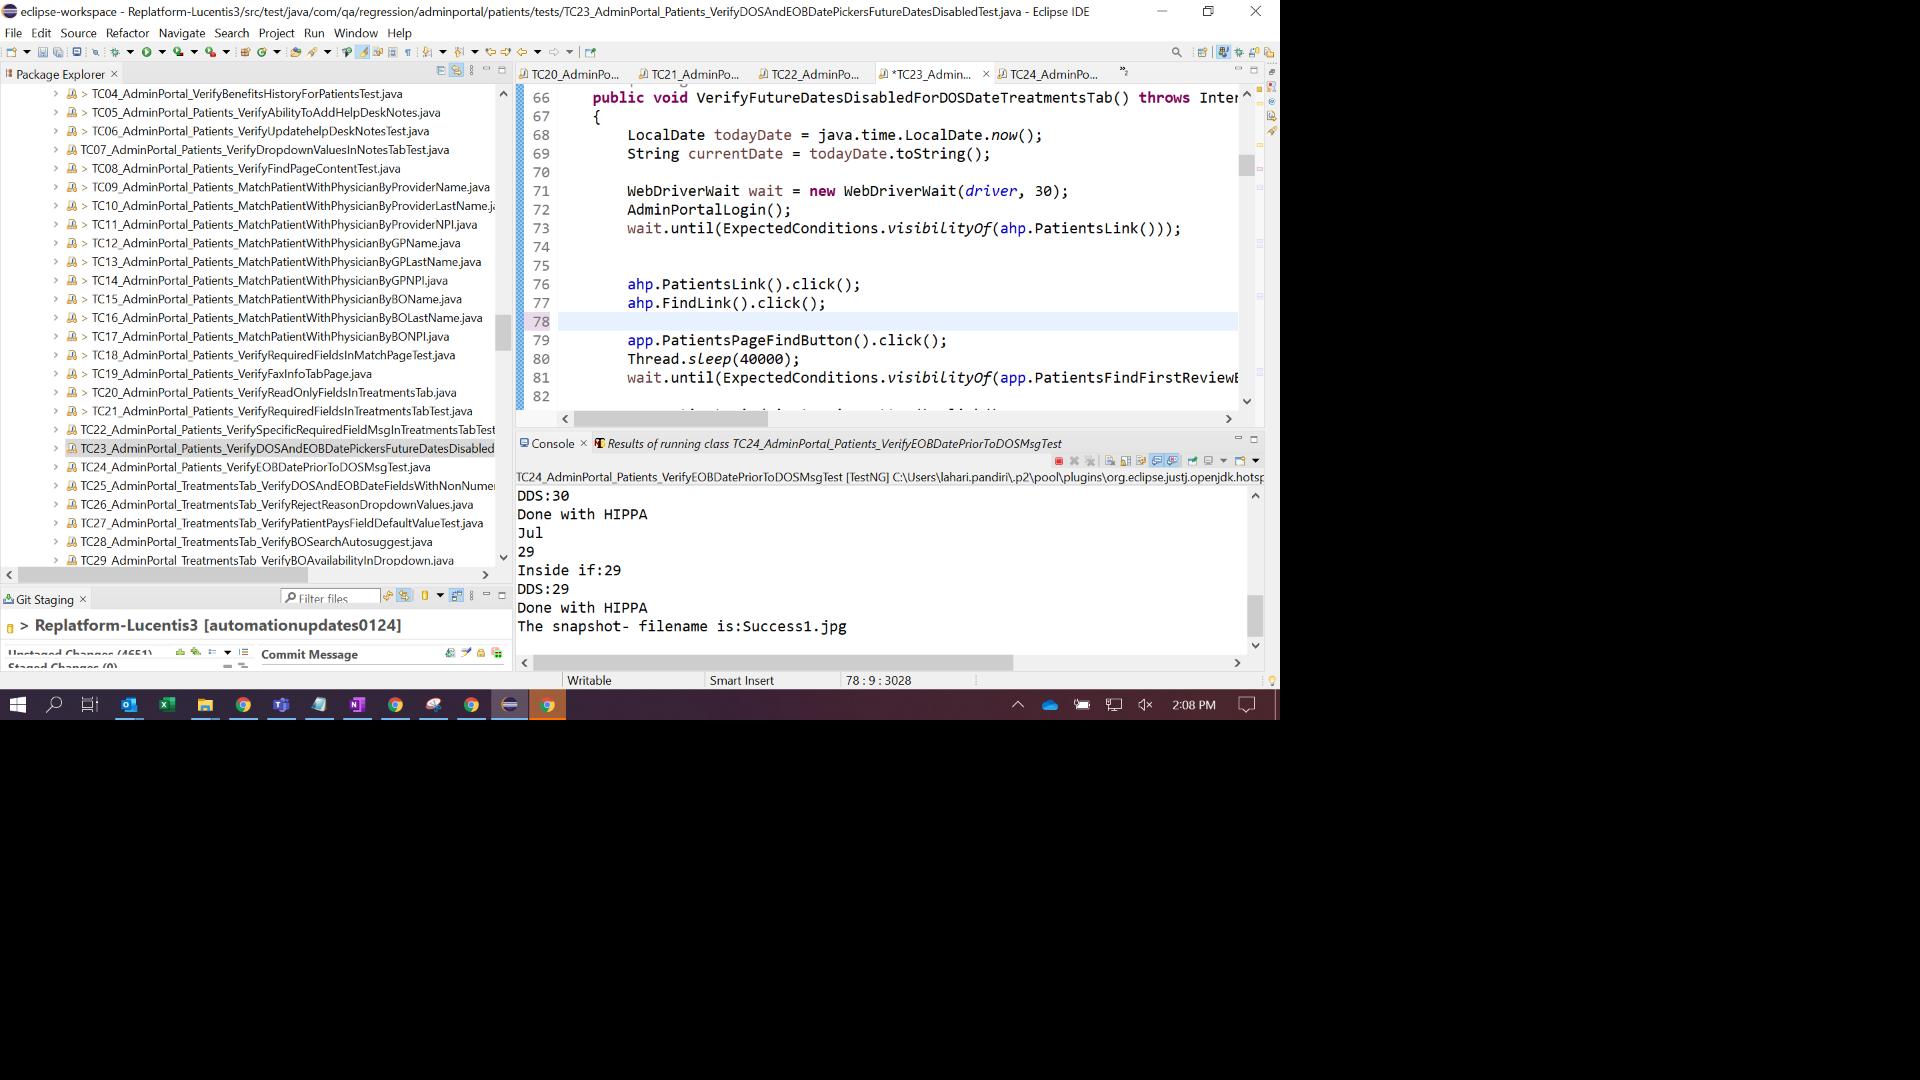 eclipse-workspace - Replatform-Lucentis3/src/test/java/com/qa/regression/adminportal/patients/tests/TC23_AdminPortal_Patients_VerifyDOSAndEOBDatePickersFutureDatesDisabledTest.java - Eclipse IDE
File Edit Source Refactor Navigate Search Project Run Window Help
Package Explorer
> TC04_AdminPortal_VerifyBenefitsHistoryForPatientsTest.java
> TC05_AdminPortal_Patients_VerifyAbilityToAddHelpDeskNotes.java
> TC06_AdminPortal_Patients_VerifyUpdatehelpDeskNotesTest.java
TC07_AdminPortal_Patients_VerifyDropdownValuesInNotesTabTest.java
> TC08_AdminPortal_Patients_VerifyFindPageContentTest.java
> TC09_AdminPortal_Patients_MatchPatientWithPhysicianByProviderName.java
> TC10_AdminPortal_Patients_MatchPatientWithPhysicianByProviderLastName.ja
> TC11_AdminPortal_Patients_MatchPatientWithPhysicianByProviderNPI.java
> TC12_AdminPortal_Patients_MatchPatientWithPhysicianByGPName.java
> TC13_AdminPortal_Patients_MatchPatientWithPhysicianByGPLastName.java
> TC14_AdminPortal_Patients_MatchPatientWithPhysicianByGPNPI.java
> TC15_AdminPortal_Patients_MatchPatientWithPhysicianByBOName.java
> TC16_AdminPortal_Patients_MatchPatientWithPhysicianByBOLastName.java
> TC17_AdminPortal_Patients_MatchPatientWithPhysicianByBONPI.java
> TC18_AdminPortal_Patients_VerifyRequiredFieldsInMatchPageTest.java
> TC19_AdminPortal_Patients_VerifyFaxInfoTabPage.java
> TC20_AdminPortal_Patients_VerifyReadOnlyFieldsInTreatmentsTab.java
> TC21_AdminPortal_Patients_VerifyRequiredFieldsInTreatmentsTabTest.java
TC22_AdminPortal_Patients_VerifySpecificRequiredFieldMsgInTreatmentsTabTest
TC23_AdminPortal_Patients_VerifyDOSAndEOBDatePickersFutureDatesDisabled
TC24_AdminPortal_Patients_VerifyEOBDatePriorToDOSMsgTest.java
TC25_AdminPortal_TreatmentsTab_VerifyDOSAndEOBDateFieldsWithNonNumer
TC26_AdminPortal_TreatmentsTab_VerifyRejectReasonDropdownValues.java
TC27_AdminPortal_TreatmentsTab_VerifyPatientPaysFieldDefaultValueTest.java
TC28_AdminPortal_TreatmentsTab_VerifyBOSearchAutosuggest.java
TC29_AdminPortal_TreatmentsTab_VerifyBOAvailabilityInDropdown.java
Git Staging
Filter files
> Replatform-Lucentis3 [automationupdates0124]
Unstaged Changes (4651)
Staged Changes (0)
Commit Message
TC20_AdminPo... TC21_AdminPo... TC22_AdminPo... *TC23_Admin... TC24_AdminPo... 2
66 public void VerifyFutureDatesDisabledForDOSDateTreatmentsTab() throws Inter
67 {
68 LocalDate todayDate = java.time.LocalDate.now();
69 String currentDate = todayDate.toString();
70
71 WebDriverWait wait = new WebDriverWait(driver, 30);
72 AdminPortalLogin();
73 wait.until(ExpectedConditions.visibilityOf(ahp.PatientsLink()));
74
75
76 ahp.PatientsLink().click();
77 ahp.FindLink().click();
78
79 app.PatientsPageFindButton().click();
80 Thread.sleep(40000);
81 wait.until(ExpectedConditions.visibilityOf(app.PatientsFindFirstReviewB
82
Console Results of running class TC24_AdminPortal_Patients_VerifyEOBDatePriorToDOSMsgTest
TC24_AdminPortal_Patients_VerifyEOBDatePriorToDOSMsgTest [TestNG] C:\Users\lahari.pandiri\.p2\pool\plugins\org.eclipse.justj.openjdk.hotsp
DDS:30
Done with HIPPA
Jul
29
Inside if:29
DDS:29
Done with HIPPA
The snapshot- filename is:Success1.jpg
Writable Smart Insert 78 : 9 : 3028
2:08 PM